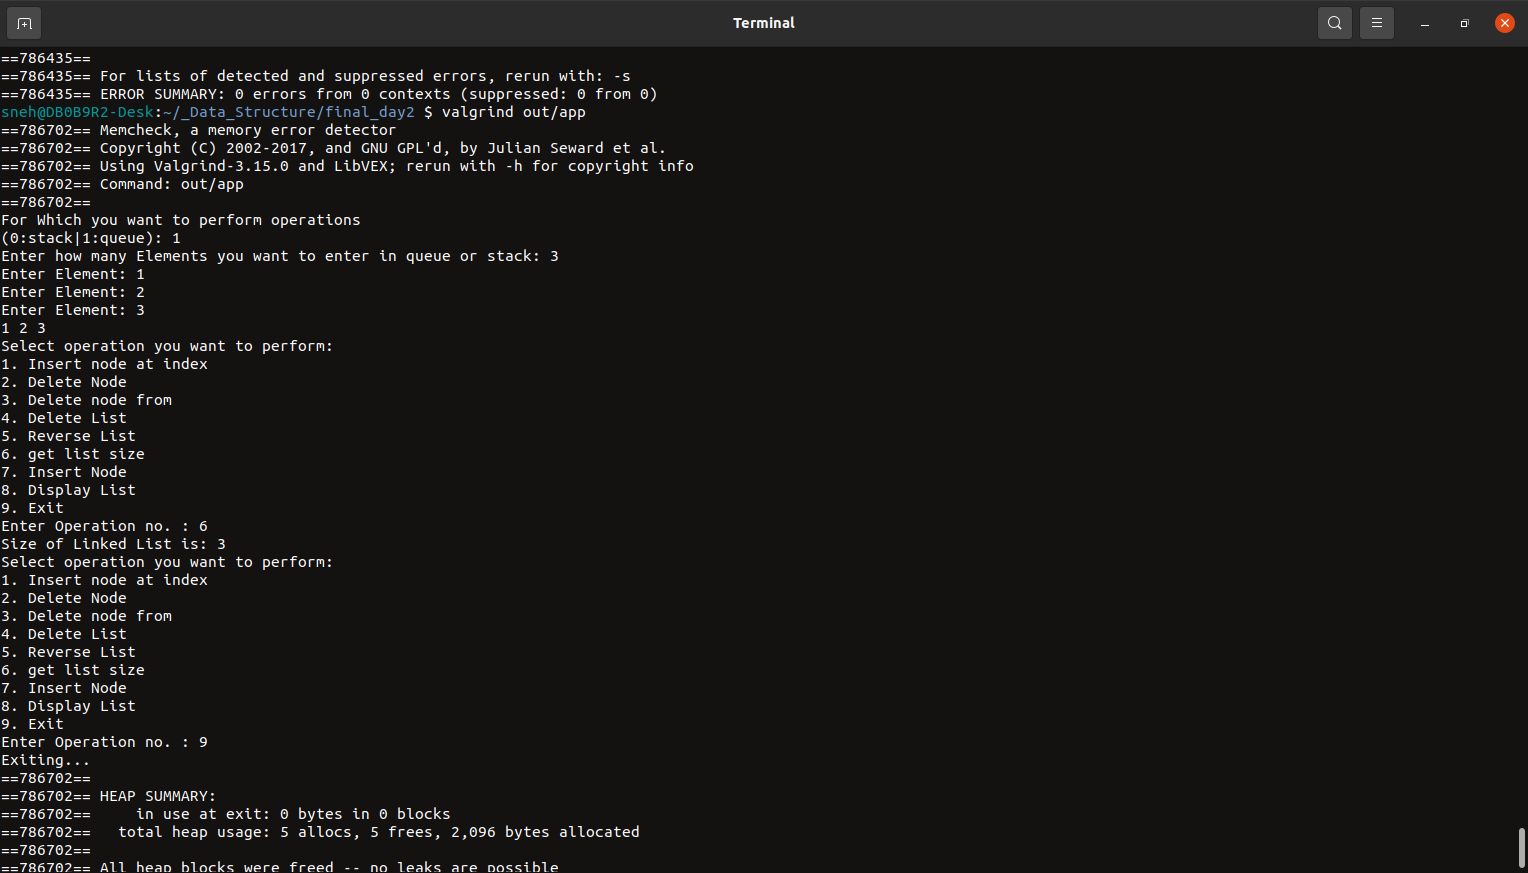 Terminal
==786435==
==786435== For lists of detected and suppressed errors, rerun with: -s
==786435== ERROR SUMMARY: 0 errors from 0 contexts (suppressed: 0 from 0)
sneh@DB0B9R2-Desk:~/_Data_Structure/final_day2 $ valgrind out/app
==786702== Memcheck, a memory error detector
==786702== Copyright (C) 2002-2017, and GNU GPL'd, by Julian Seward et al.
==786702== Using Valgrind-3.15.0 and LibVEX; rerun with -h for copyright info
==786702== Command: out/app
==786702==
For Which you want to perform operations
(0:stack|1:queue): 1
Enter how many Elements you want to enter in queue or stack: 3
Enter Element: 1
Enter Element: 2
Enter Element: 3
1 2 3
Select operation you want to perform:
1. Insert node at index
2. Delete Node
3. Delete node from
4. Delete List
5. Reverse List
6. get list size
7. Insert Node
8. Display List
9. Exit
Enter Operation no. : 6
Size of Linked List is: 3
Select operation you want to perform:
1. Insert node at index
2. Delete Node
3. Delete node from
4. Delete List
5. Reverse List
6. get list size
7. Insert Node
8. Display List
9. Exit
Enter Operation no. : 9
Exiting...
==786702==
==786702== HEAP SUMMARY:
==786702==     in use at exit: 0 bytes in 0 blocks
==786702==   total heap usage: 5 allocs, 5 frees, 2,096 bytes allocated
==786702==
==786702== All heap blocks were freed -- no leaks are possible